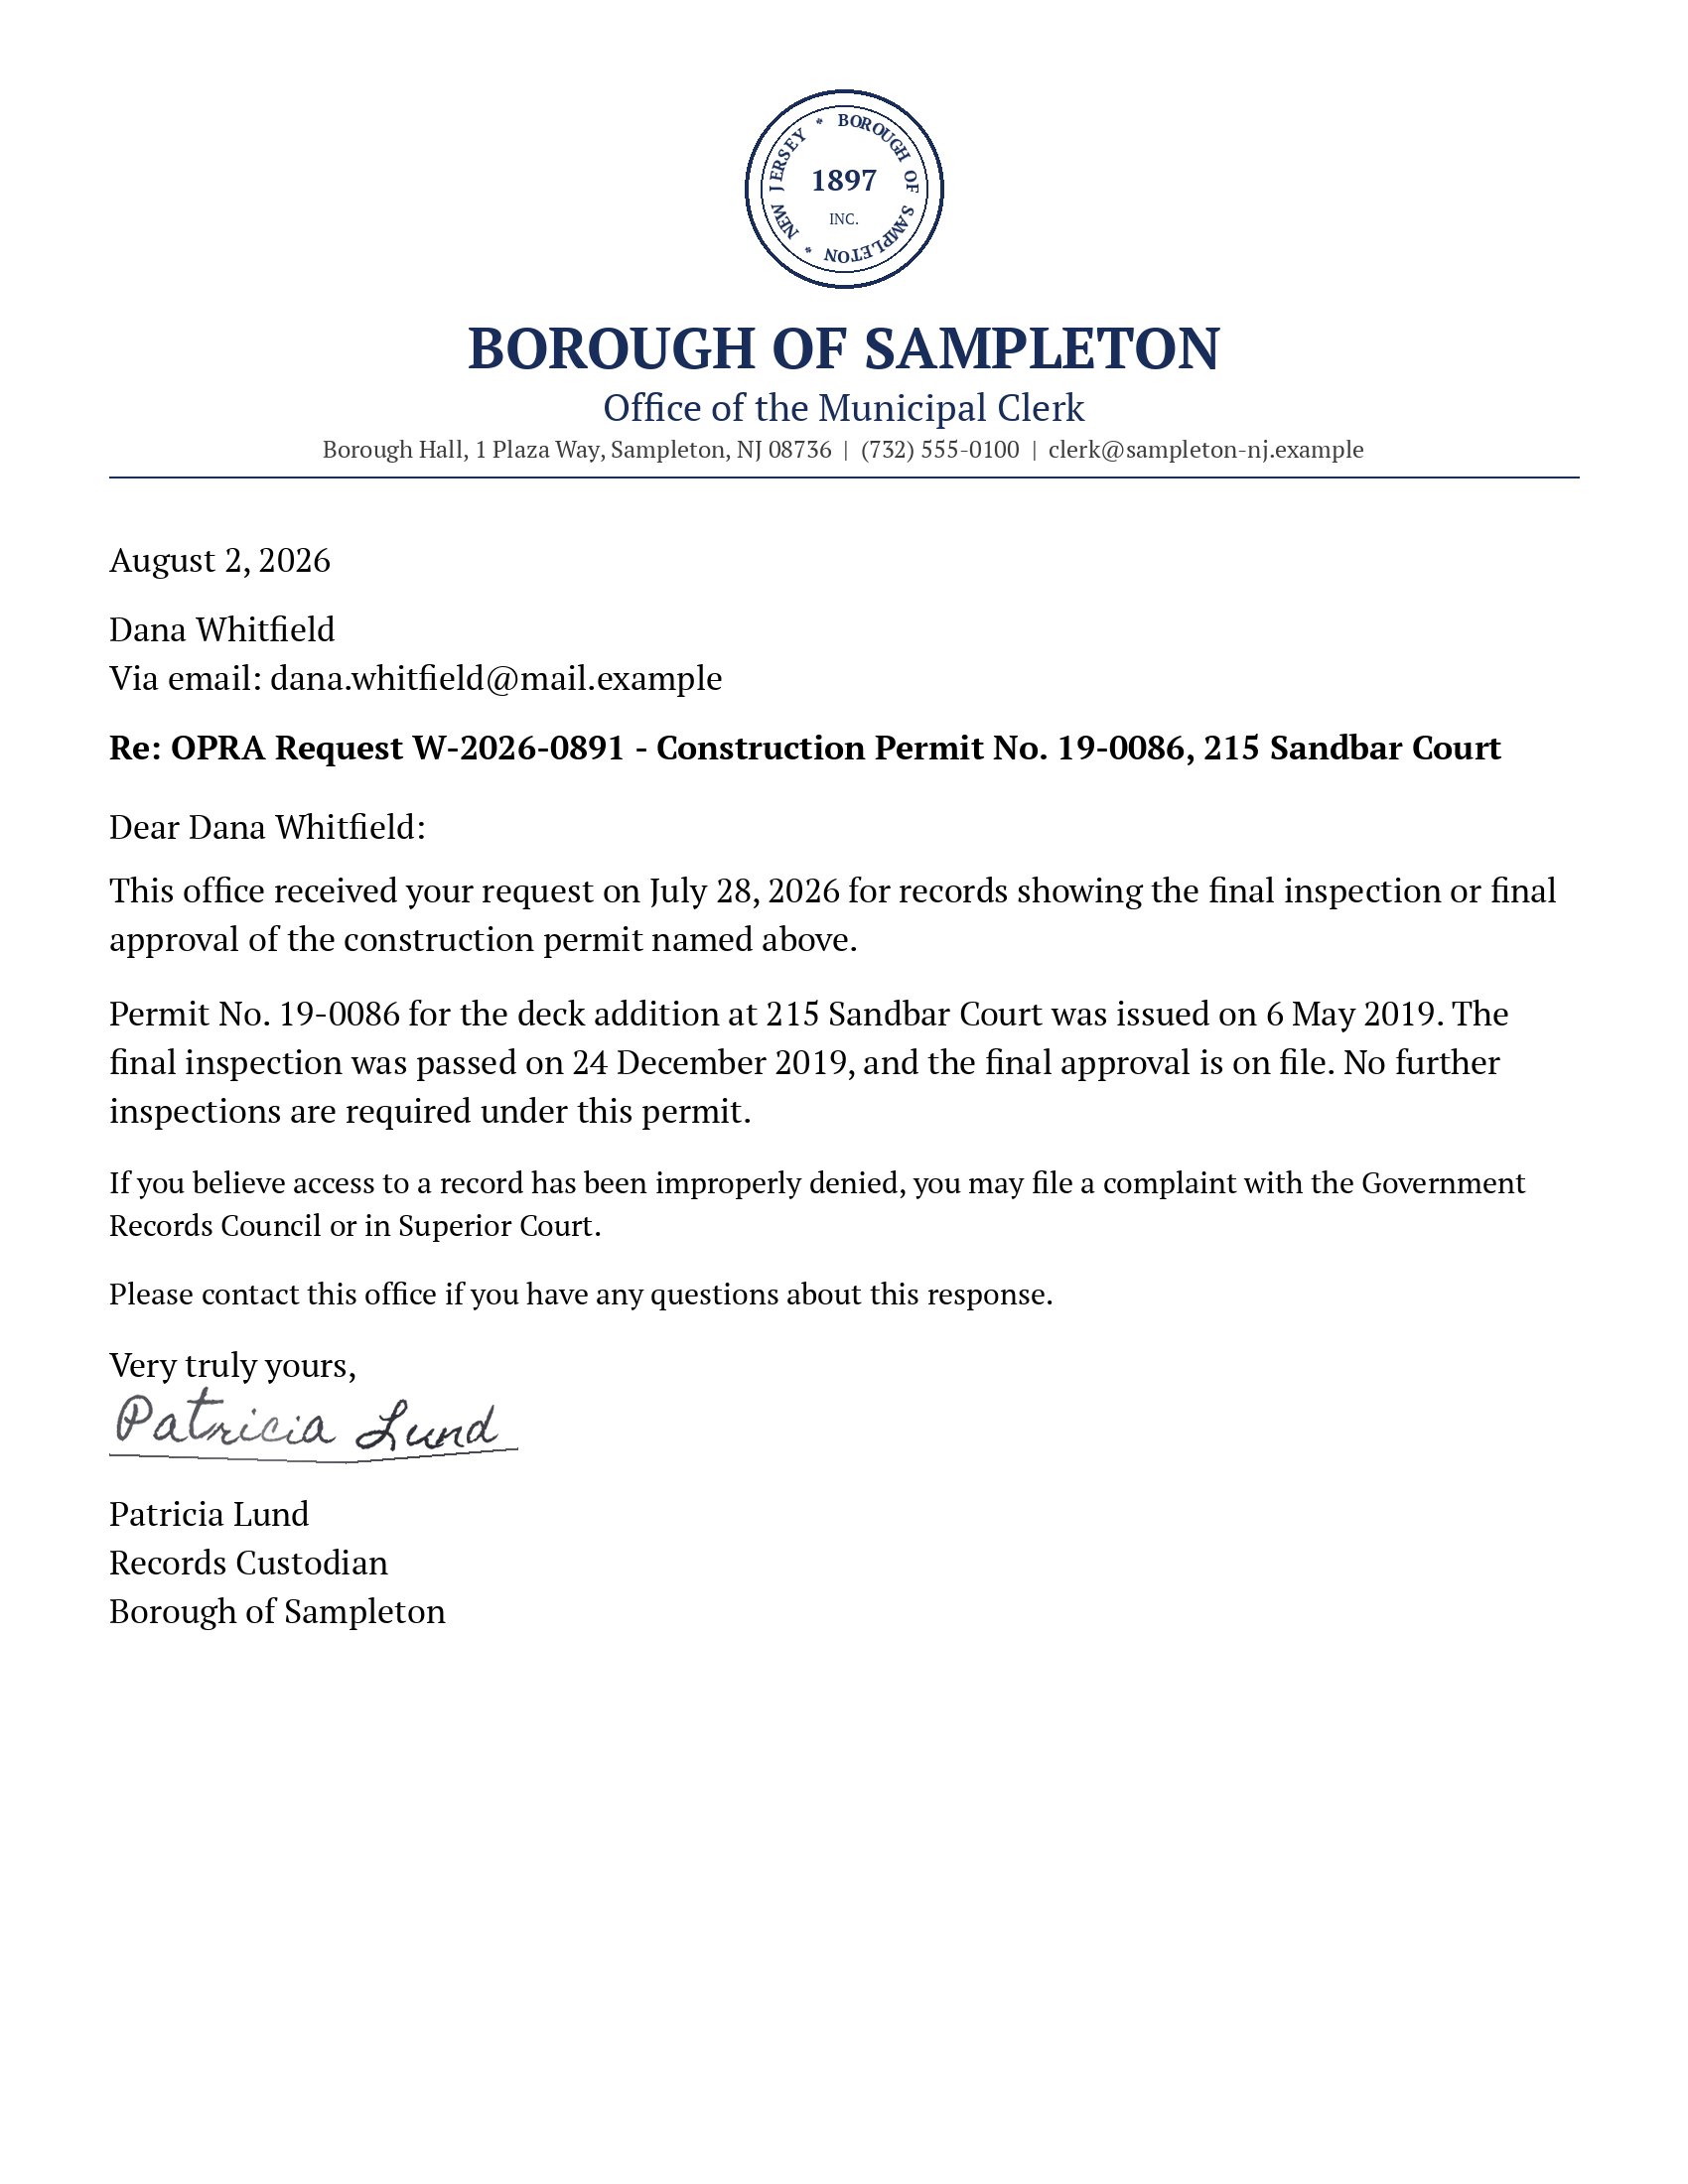 * BOROUGH OF SAMPLETON * NEW JERSEY
1897
INC.
BOROUGH OF SAMPLETON
Office of the Municipal Clerk
Borough Hall, 1 Plaza Way, Sampleton, NJ 08736 | (732) 555-0100 | clerk@sampleton-nj.example
August 2, 2026
Dana Whitfield
Via email: dana.whitfield@mail.example
Re: OPRA Request W-2026-0891 - Construction Permit No. 19-0086, 215 Sandbar Court
Dear Dana Whitfield:
This office received your request on July 28, 2026 for records showing the final inspection or final
approval of the construction permit named above.
Permit No. 19-0086 for the deck addition at 215 Sandbar Court was issued on 6 May 2019. The
final inspection was passed on 24 December 2019, and the final approval is on file. No further
inspections are required under this permit.
If you believe access to a record has been improperly denied, you may file a complaint with the Government
Records Council or in Superior Court.
Please contact this office if you have any questions about this response.
Very truly yours,
Patricia Lund
Patricia Lund
Records Custodian
Borough of Sampleton